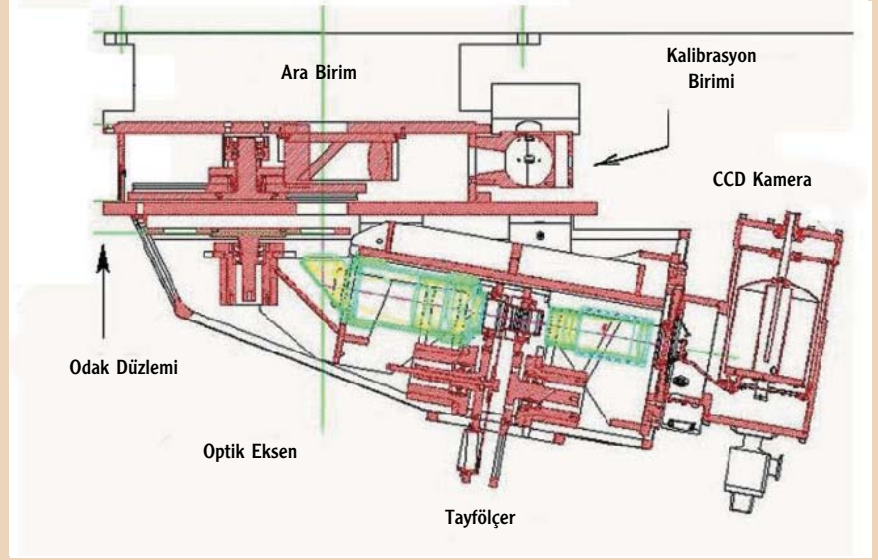 Ara Birim
Kalibrasyon
Birimi
CCD Kamera
Odak Düzlemi
Optik Eksen
Tayfölçer